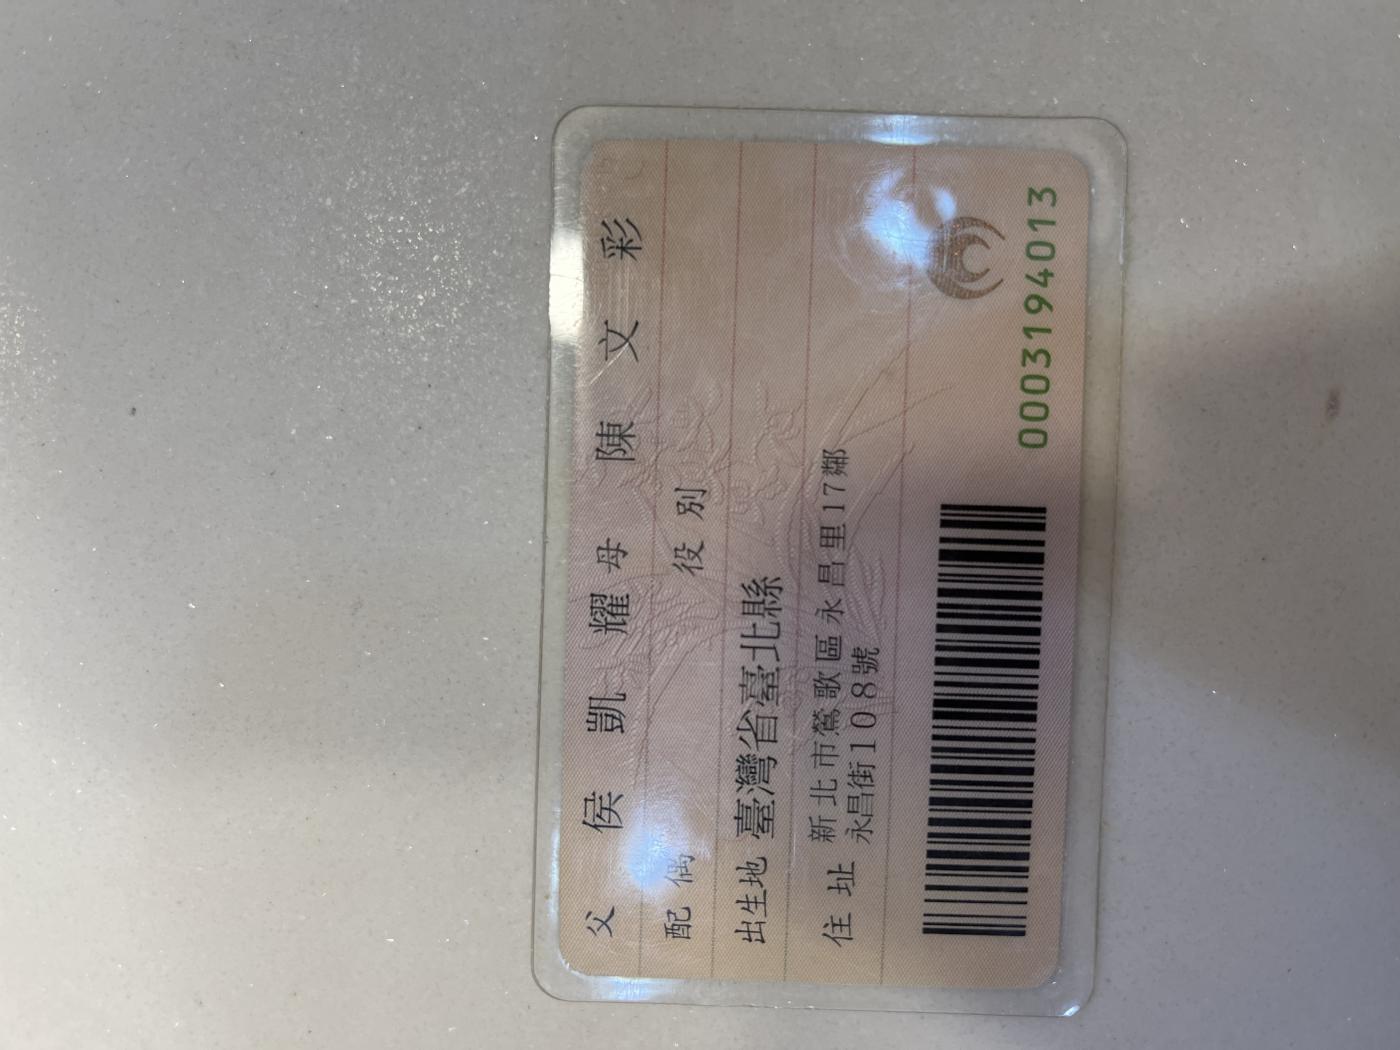 父 侯凱耀 母 陳文彩
配偶 役別
出生地 臺灣省臺北縣
住址 新北市鶯歌區永昌里17鄰
永昌街108號
0003194013